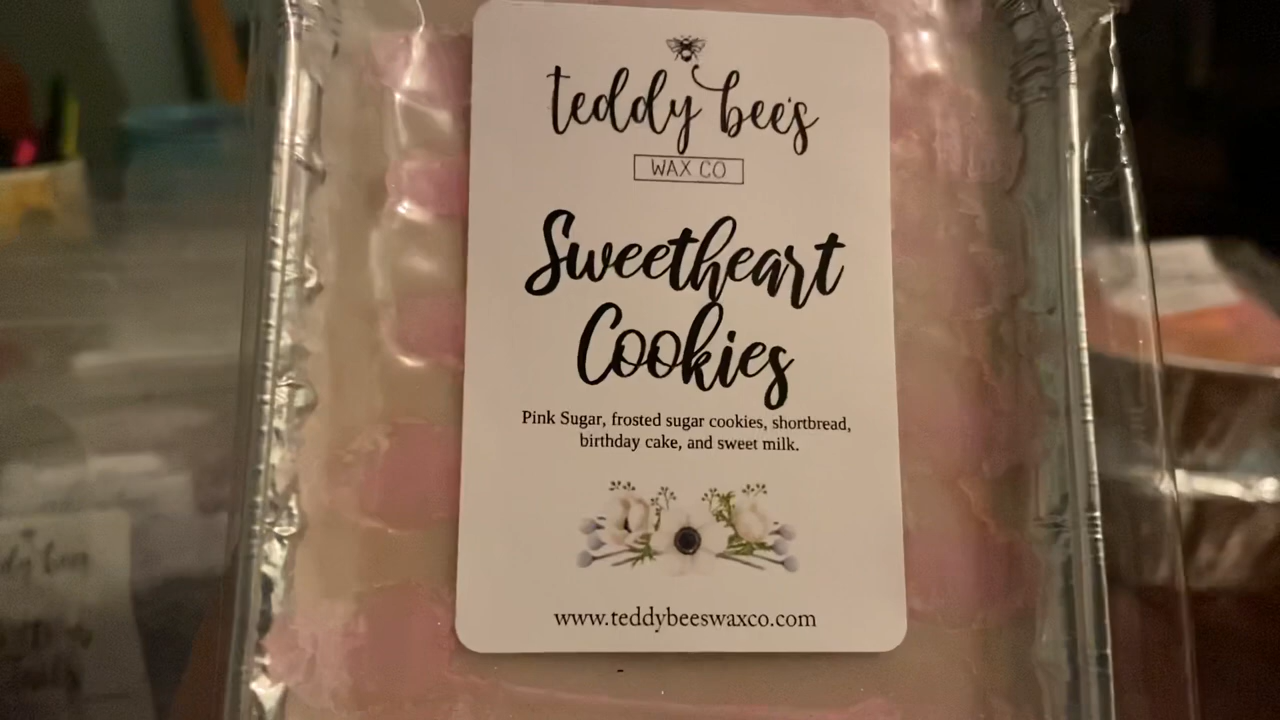 teddy bee's
WAX CO
Sweetheart
Cookies
Pink Sugar, frosted sugar cookies, shortbread,
birthday cake, and sweet milk.
www.teddybeeswaxco.com